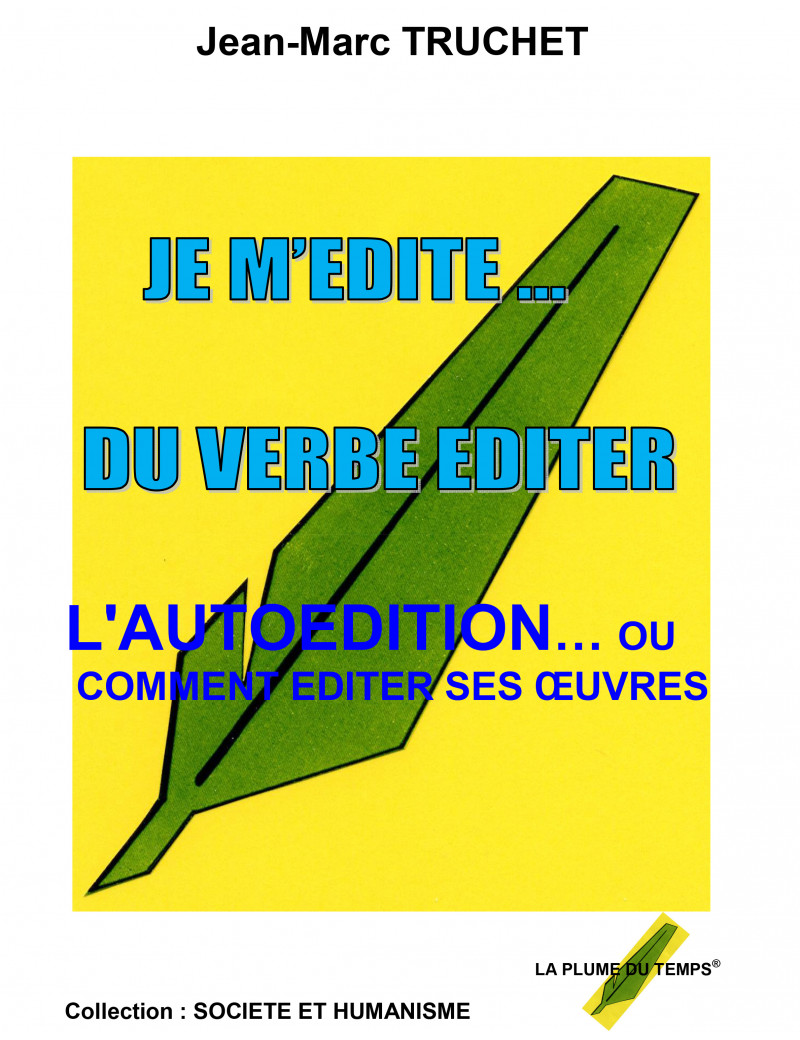 Jean-Marc TRUCHET
JE M’EDITE ...
DU VERBE EDITER
L'AUTOEDITION... OU
COMMENT EDITER SES ŒUVRES
LA PLUME DU TEMPS®
Collection : SOCIETE ET HUMANISME